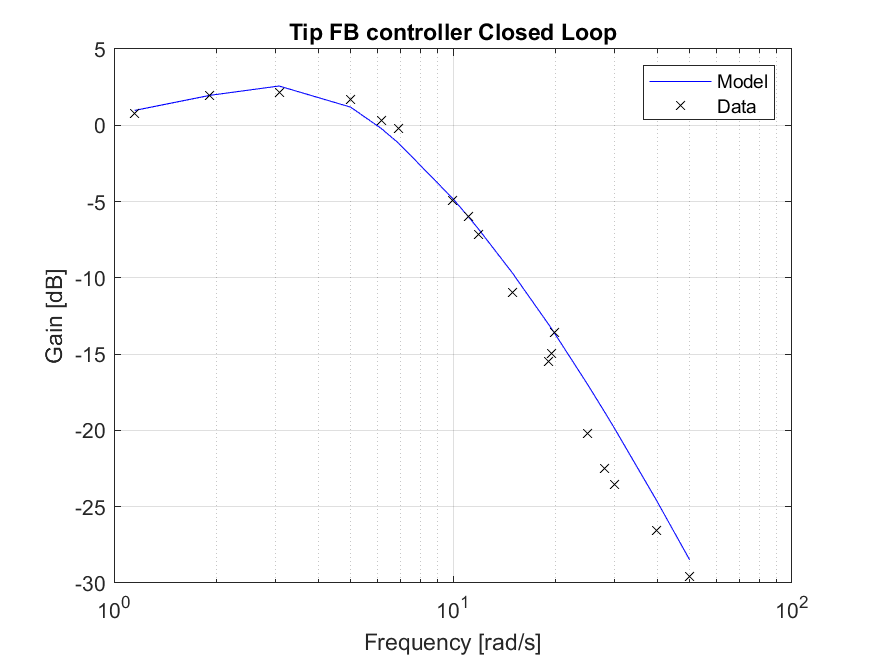 Tip FB controller Closed Loop
Model
Data
5
0
-5
-10
-15
-20
-25
-30
Gain [dB]
10^0
10^1
10^2
Frequency [rad/s]